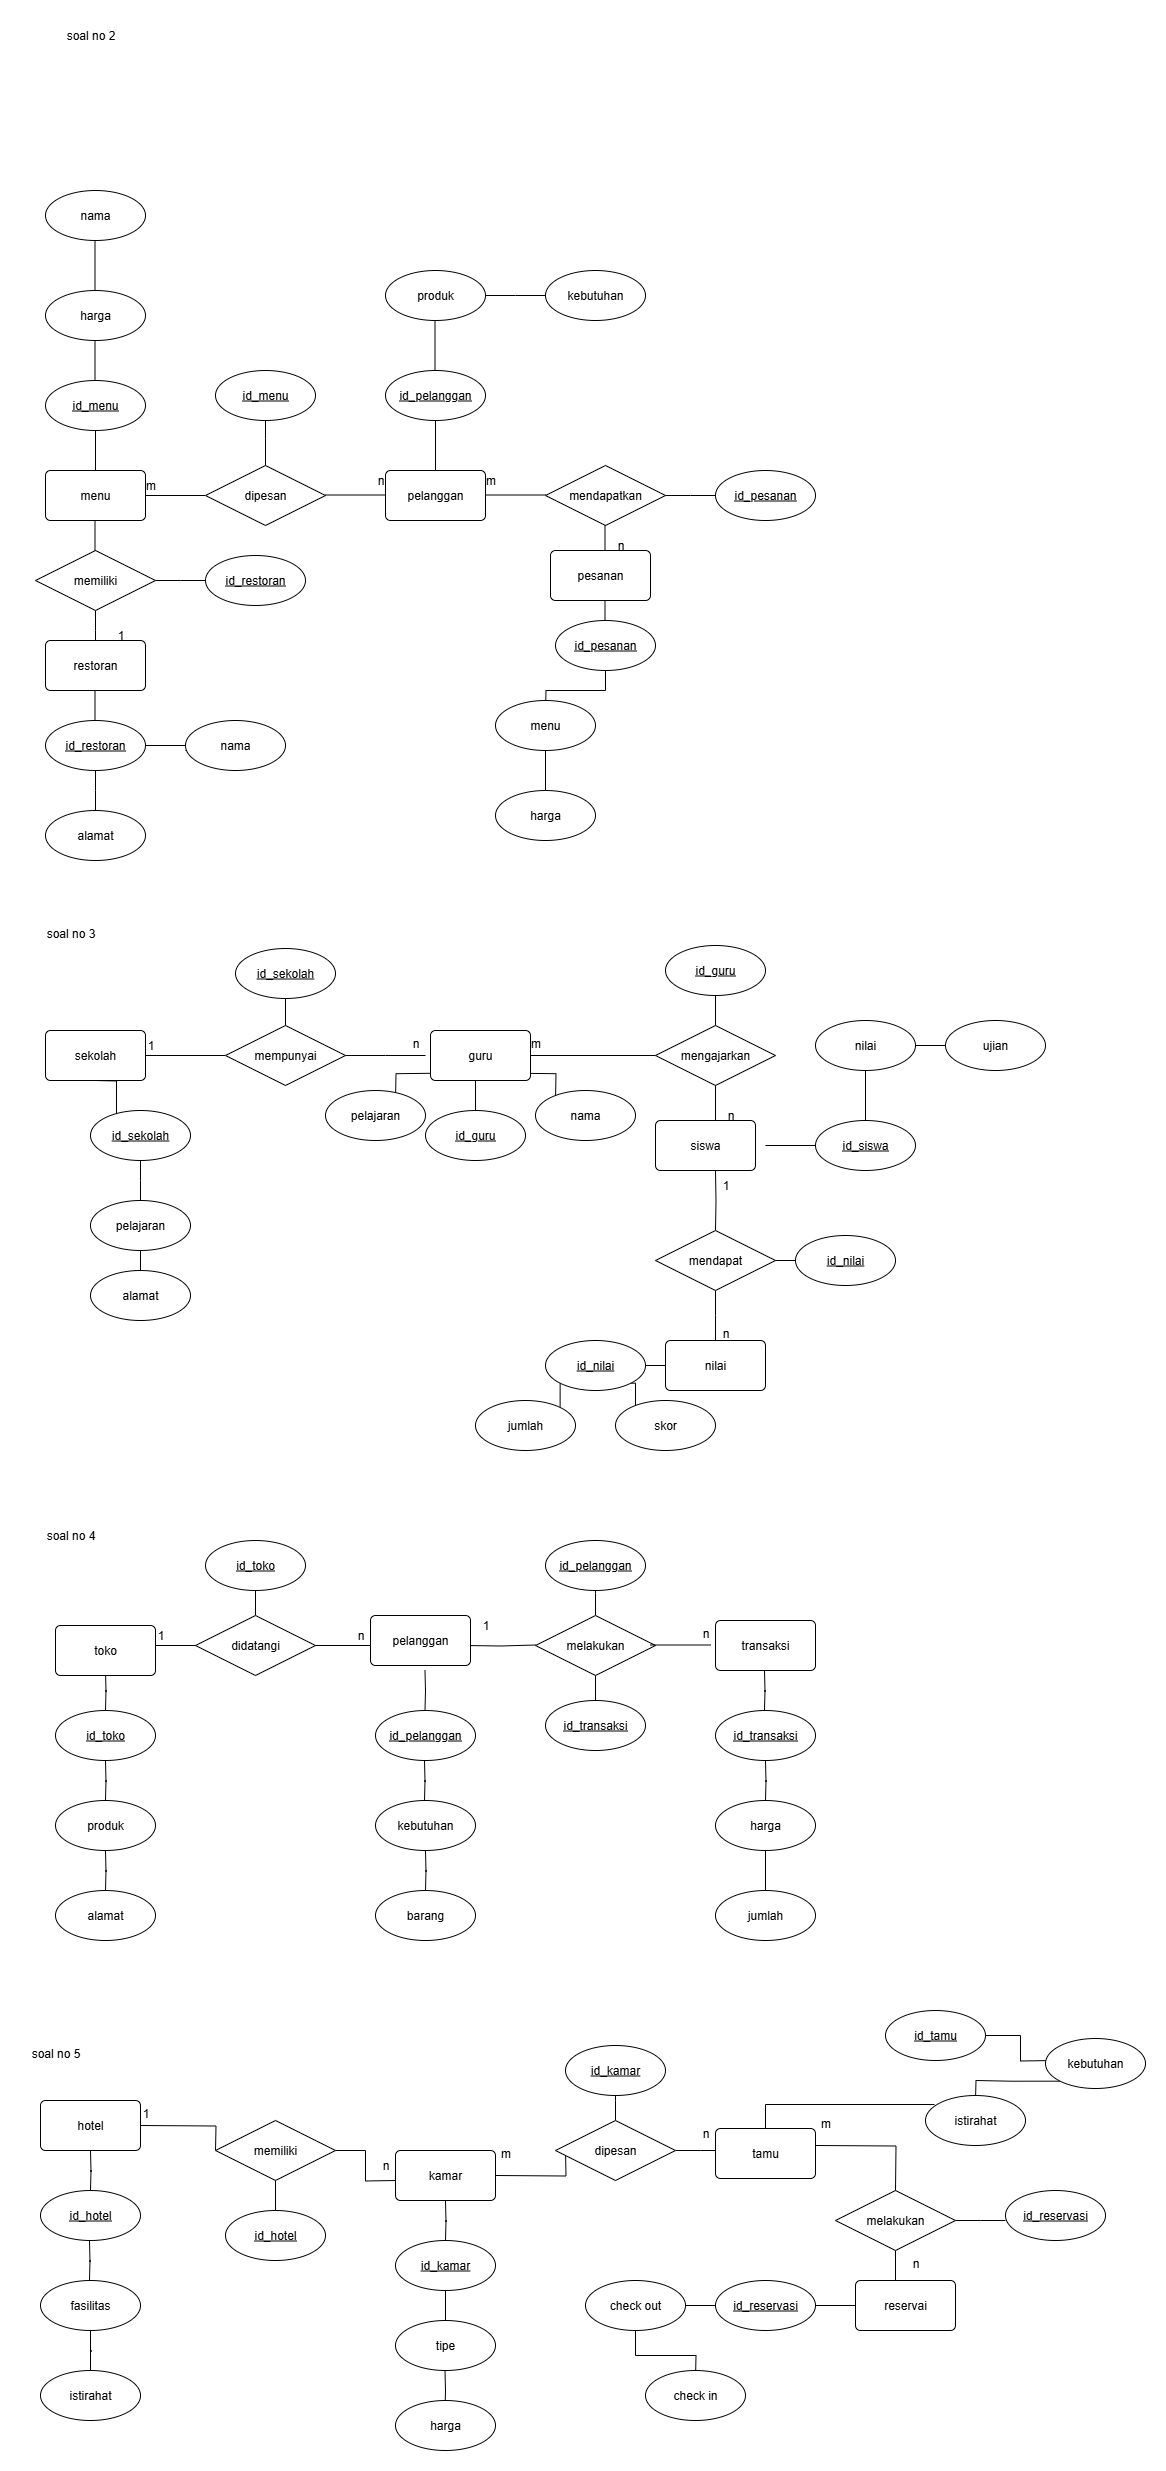 soal no 2
nama
harga
id_menu
menu
m
dipesan
id_menu
n
pelanggan
id_pelanggan
produk
kebutuhan
m
mendapatkan
id_pesanan
n
pesanan
id_pesanan
menu
harga
memiliki
id_restoran
1
restoran
id_restoran
nama
alamat
soal no 3
id_sekolah
sekolah
1
mempunyai
n
guru
m
mengajarkan
id_guru
pelajaran
id_guru
nama
id_sekolah
pelajaran
alamat
n
siswa
id_siswa
nilai
ujian
1
mendapat
id_nilai
n
nilai
id_nilai
jumlah
skor
soal no 4
id_toko
toko
1
didatangi
n
pelanggan
1
melakukan
id_pelanggan
id_transaksi
n
transaksi
id_toko
produk
alamat
id_pelanggan
kebutuhan
barang
id_transaksi
harga
jumlah
soal no 5
hotel
1
memiliki
id_hotel
n
kamar
m
dipesan
id_kamar
n
tamu
m
id_tamu
kebutuhan
istirahat
melakukan
id_reservasi
n
reservai
id_reservasi
check out
check in
id_hotel
fasilitas
istirahat
id_kamar
tipe
harga